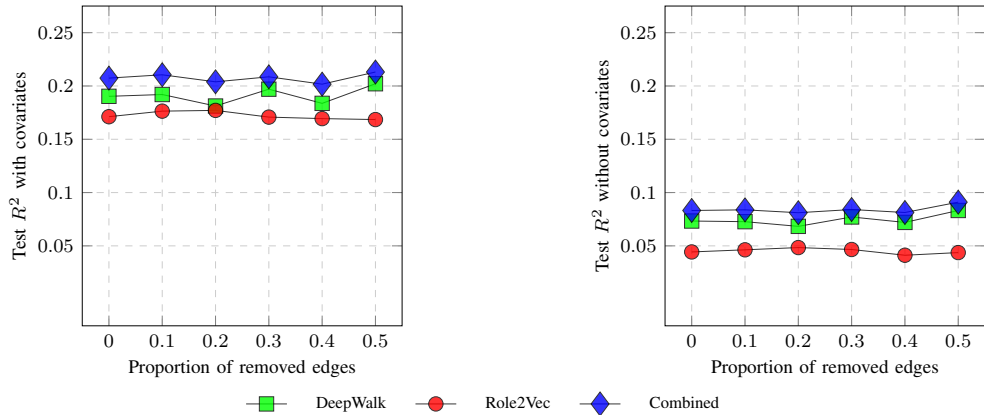 Test R² with covariates
0.25
0.2
0.15
0.1
0.05
0 0.1 0.2 0.3 0.4 0.5
Proportion of removed edges
Test R² without covariates
0.25
0.2
0.15
0.1
0.05
0 0.1 0.2 0.3 0.4 0.5
Proportion of removed edges
DeepWalk Role2Vec Combined